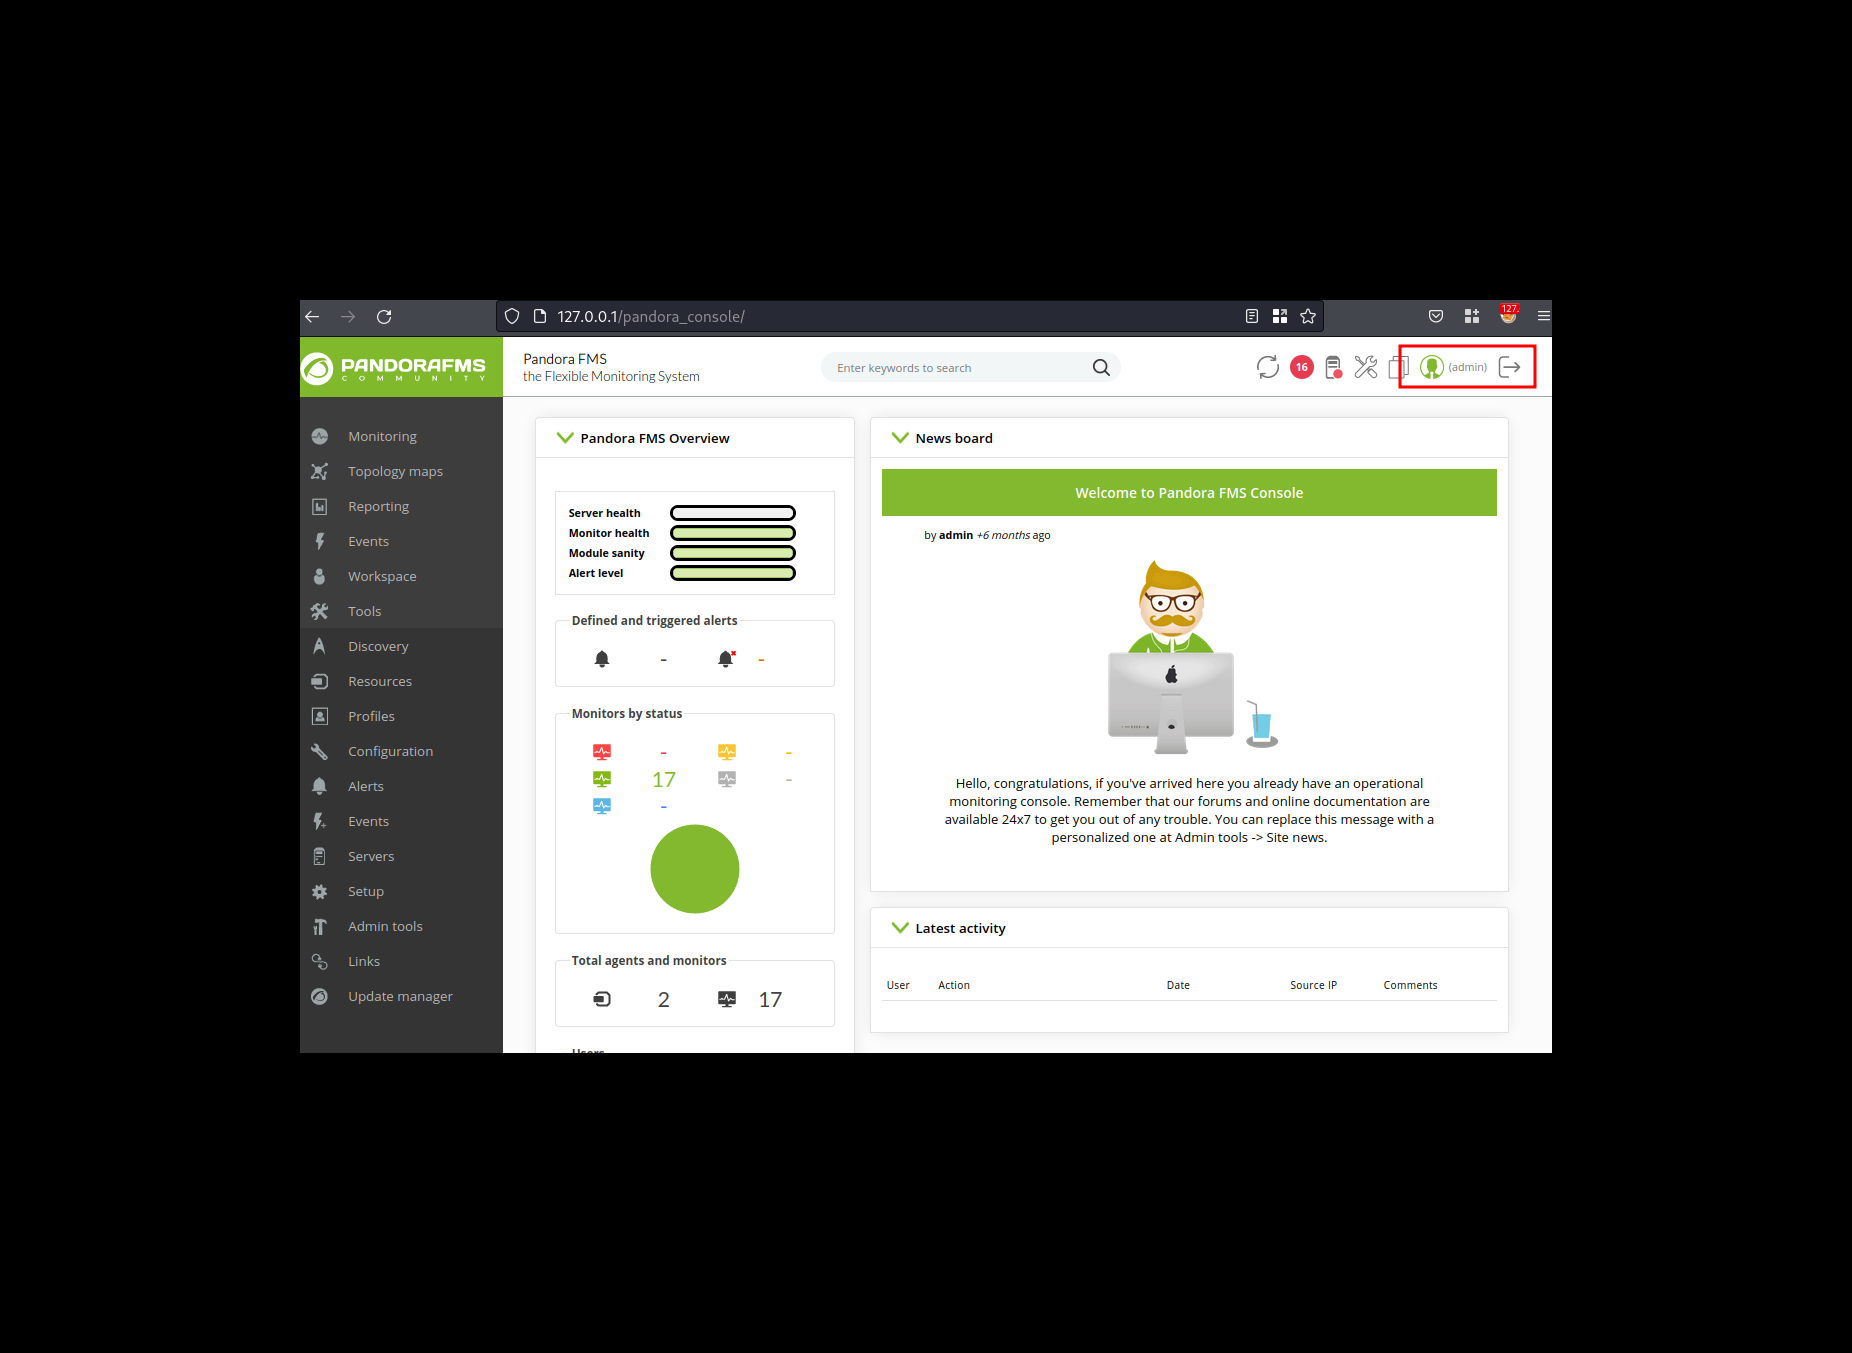 127.0.0.1/pandora_console/
127.
PANDORAFMS
COMMUNITY
Pandora FMS
the Flexible Monitoring System
Enter keywords to search
16
(admin)
Monitoring
Topology maps
Reporting
Events
Workspace
Tools
Discovery
Resources
Profiles
Configuration
Alerts
Events
Servers
Setup
Admin tools
Links
Update manager
Pandora FMS Overview
Server health
Monitor health
Module sanity
Alert level
Defined and triggered alerts
- -
Monitors by status
- -
17 -
-
Total agents and monitors
2 17
Users
News board
Welcome to Pandora FMS Console
by admin +6 months ago
Hello, congratulations, if you've arrived here you already have an operational
monitoring console. Remember that our forums and online documentation are
available 24x7 to get you out of any trouble. You can replace this message with a
personalized one at Admin tools -> Site news.
Latest activity
User Action Date Source IP Comments